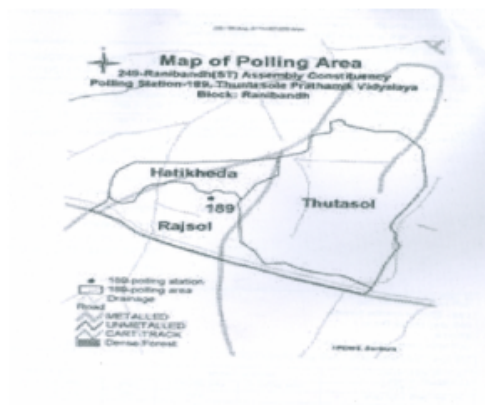 Map of Polling Area
249-Ranibandh(ST) Assembly Constituency
Polling Station-189, Thuntasole Prathamik Vidyalaya
Block: Ranibandh
Hatikheda
189
Thutasol
Rajsol
189-polling station
189-polling area
Drainage
Road
METALLED
UNMETALLED
CART-TRACK
Dense Forest